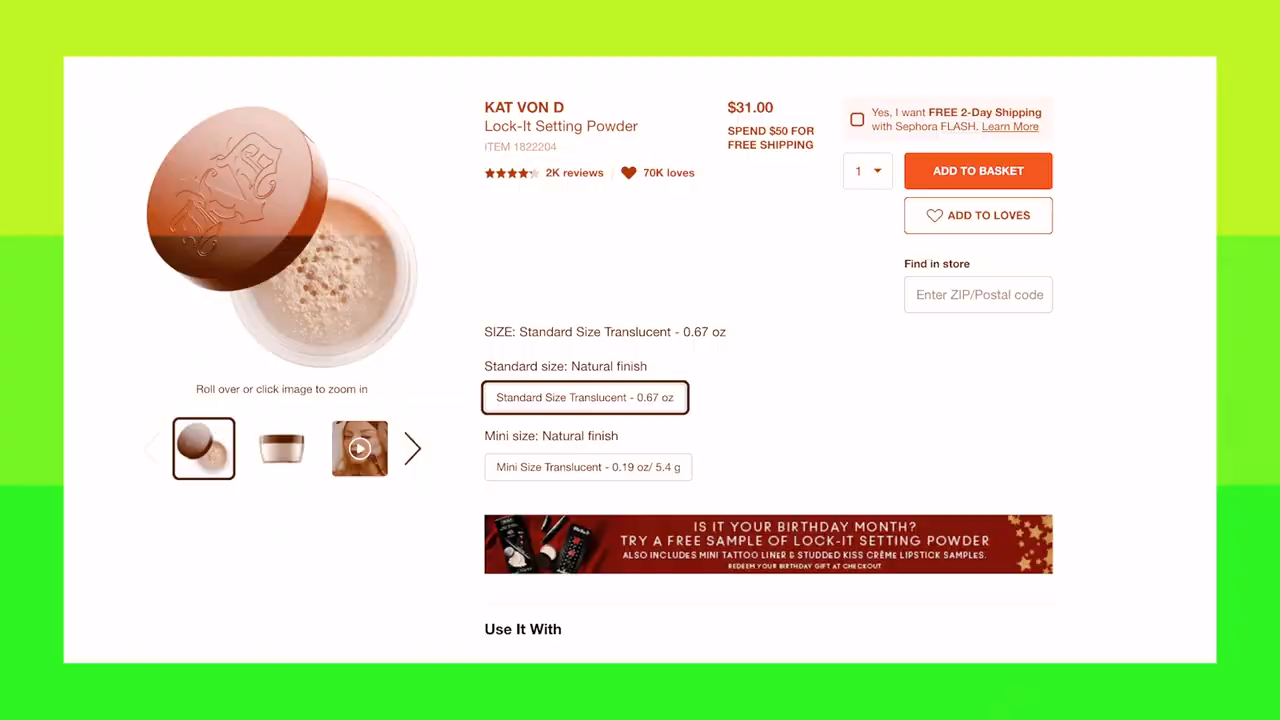 KAT VON D
Lock-It Setting Powder
ITEM 1822204
2K reviews
70K loves
$31.00
SPEND $50 FOR
FREE SHIPPING
Yes, I want FREE 2-Day Shipping
with Sephora FLASH. Learn More
1
ADD TO BASKET
ADD TO LOVES
Find in store
Enter ZIP/Postal code
SIZE: Standard Size Translucent - 0.67 oz
Standard size: Natural finish
Standard Size Translucent - 0.67 oz
Mini size: Natural finish
Mini Size Translucent - 0.19 oz/ 5.4 g
Roll over or click image to zoom in
IS IT YOUR BIRTHDAY MONTH?
TRY A FREE SAMPLE OF LOCK-IT SETTING POWDER
ALSO INCLUDES MINI TATTOO LINER & STUDDED KISS CRÈME LIPSTICK SAMPLES.
REDEEM YOUR BIRTHDAY GIFT AT CHECKOUT
Use It With